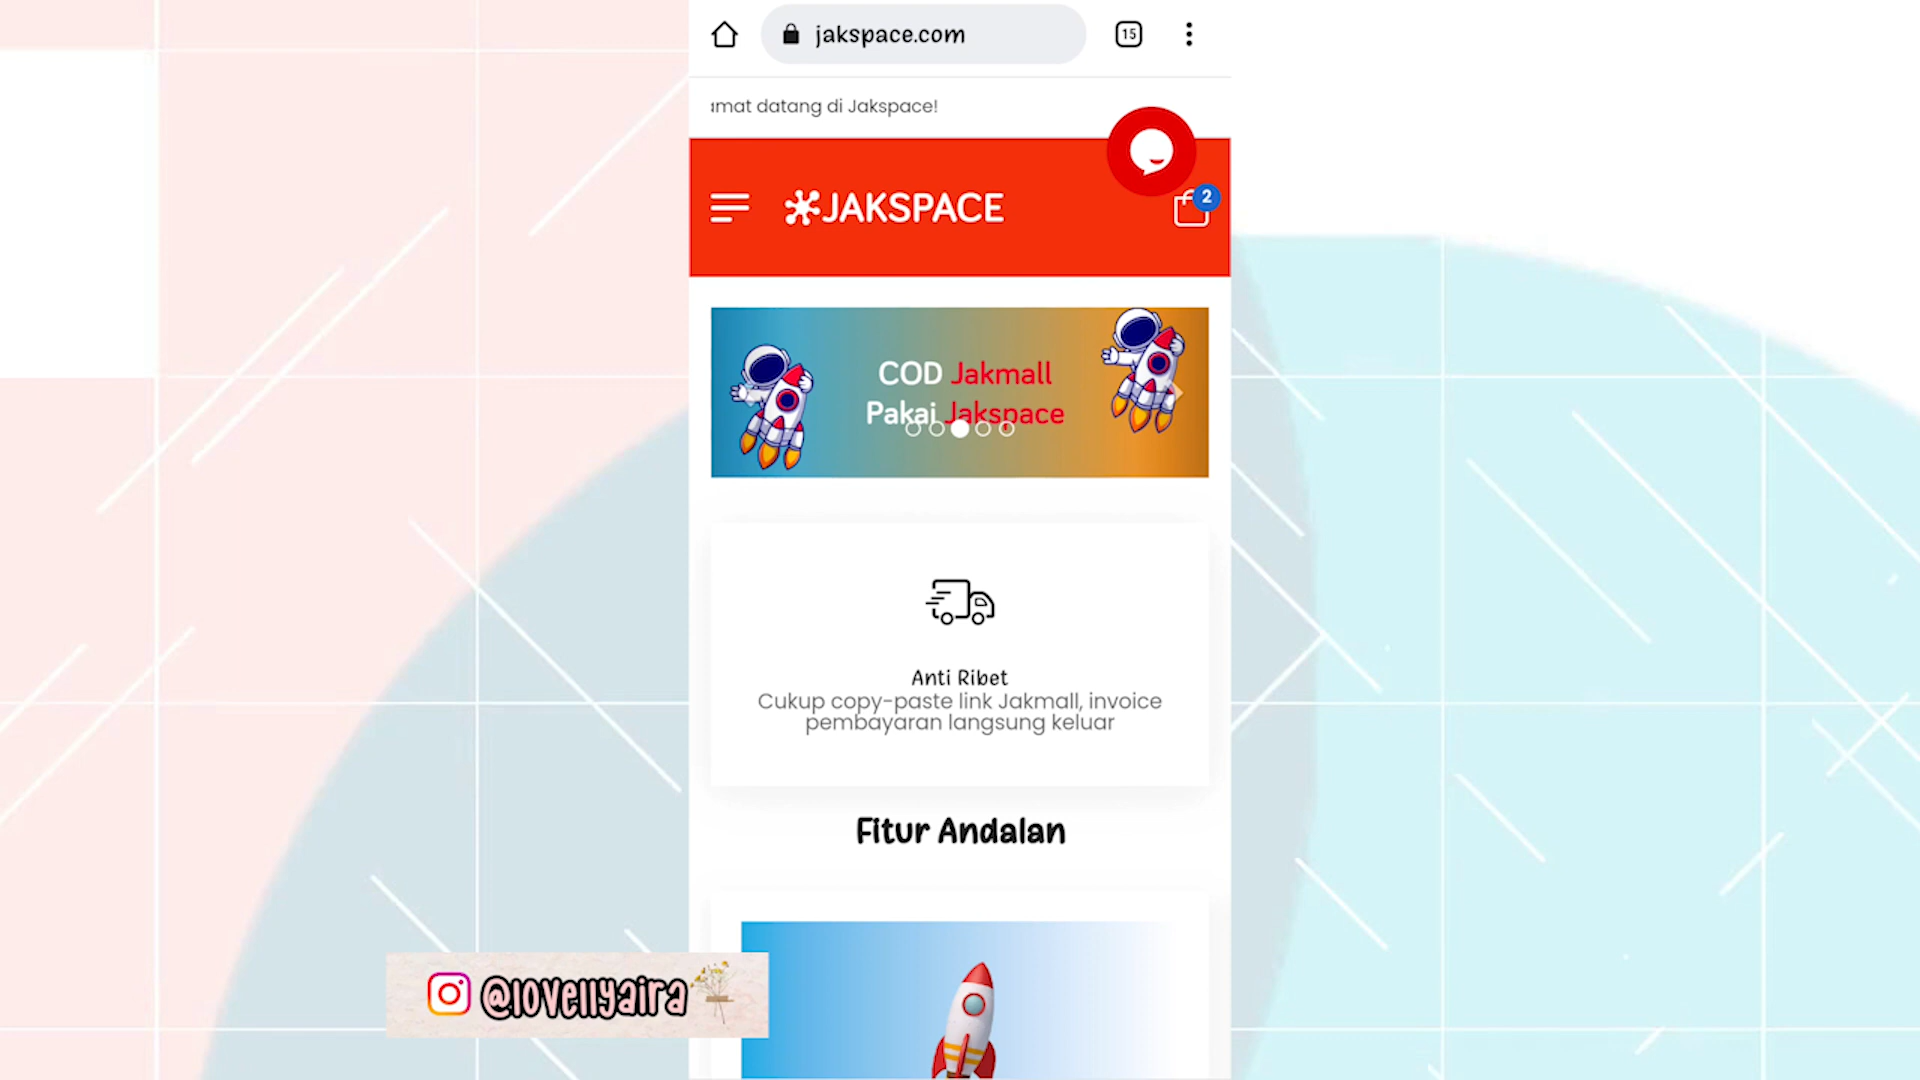 jakspace.com
15
mat datang di Jakspace!
JAKSPACE
2
COD Jakmall
Pakai Jakspace
Anti Ribet
Cukup copy-paste link Jakmall, invoice
pembayaran langsung keluar
Fitur Andalan
@lovellyaira